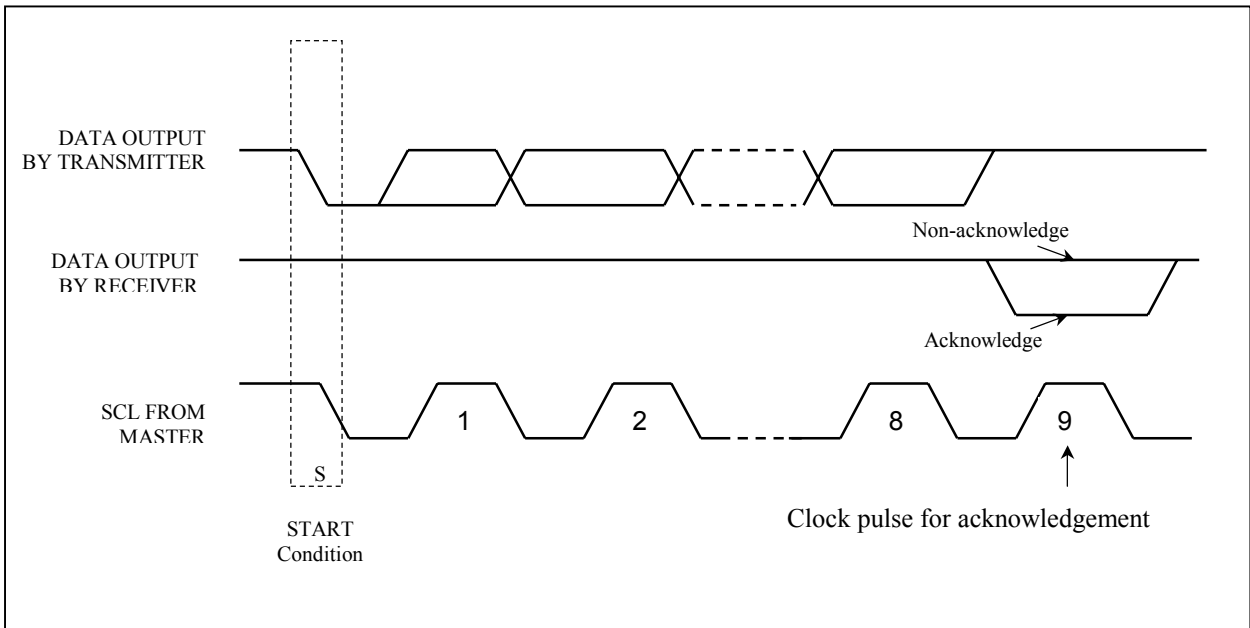 DATA OUTPUT
BY TRANSMITTER
Non-acknowledge
DATA OUTPUT
BY RECEIVER
Acknowledge
SCL FROM
MASTER
1
2
8
9
S
START
Condition
Clock pulse for acknowledgement